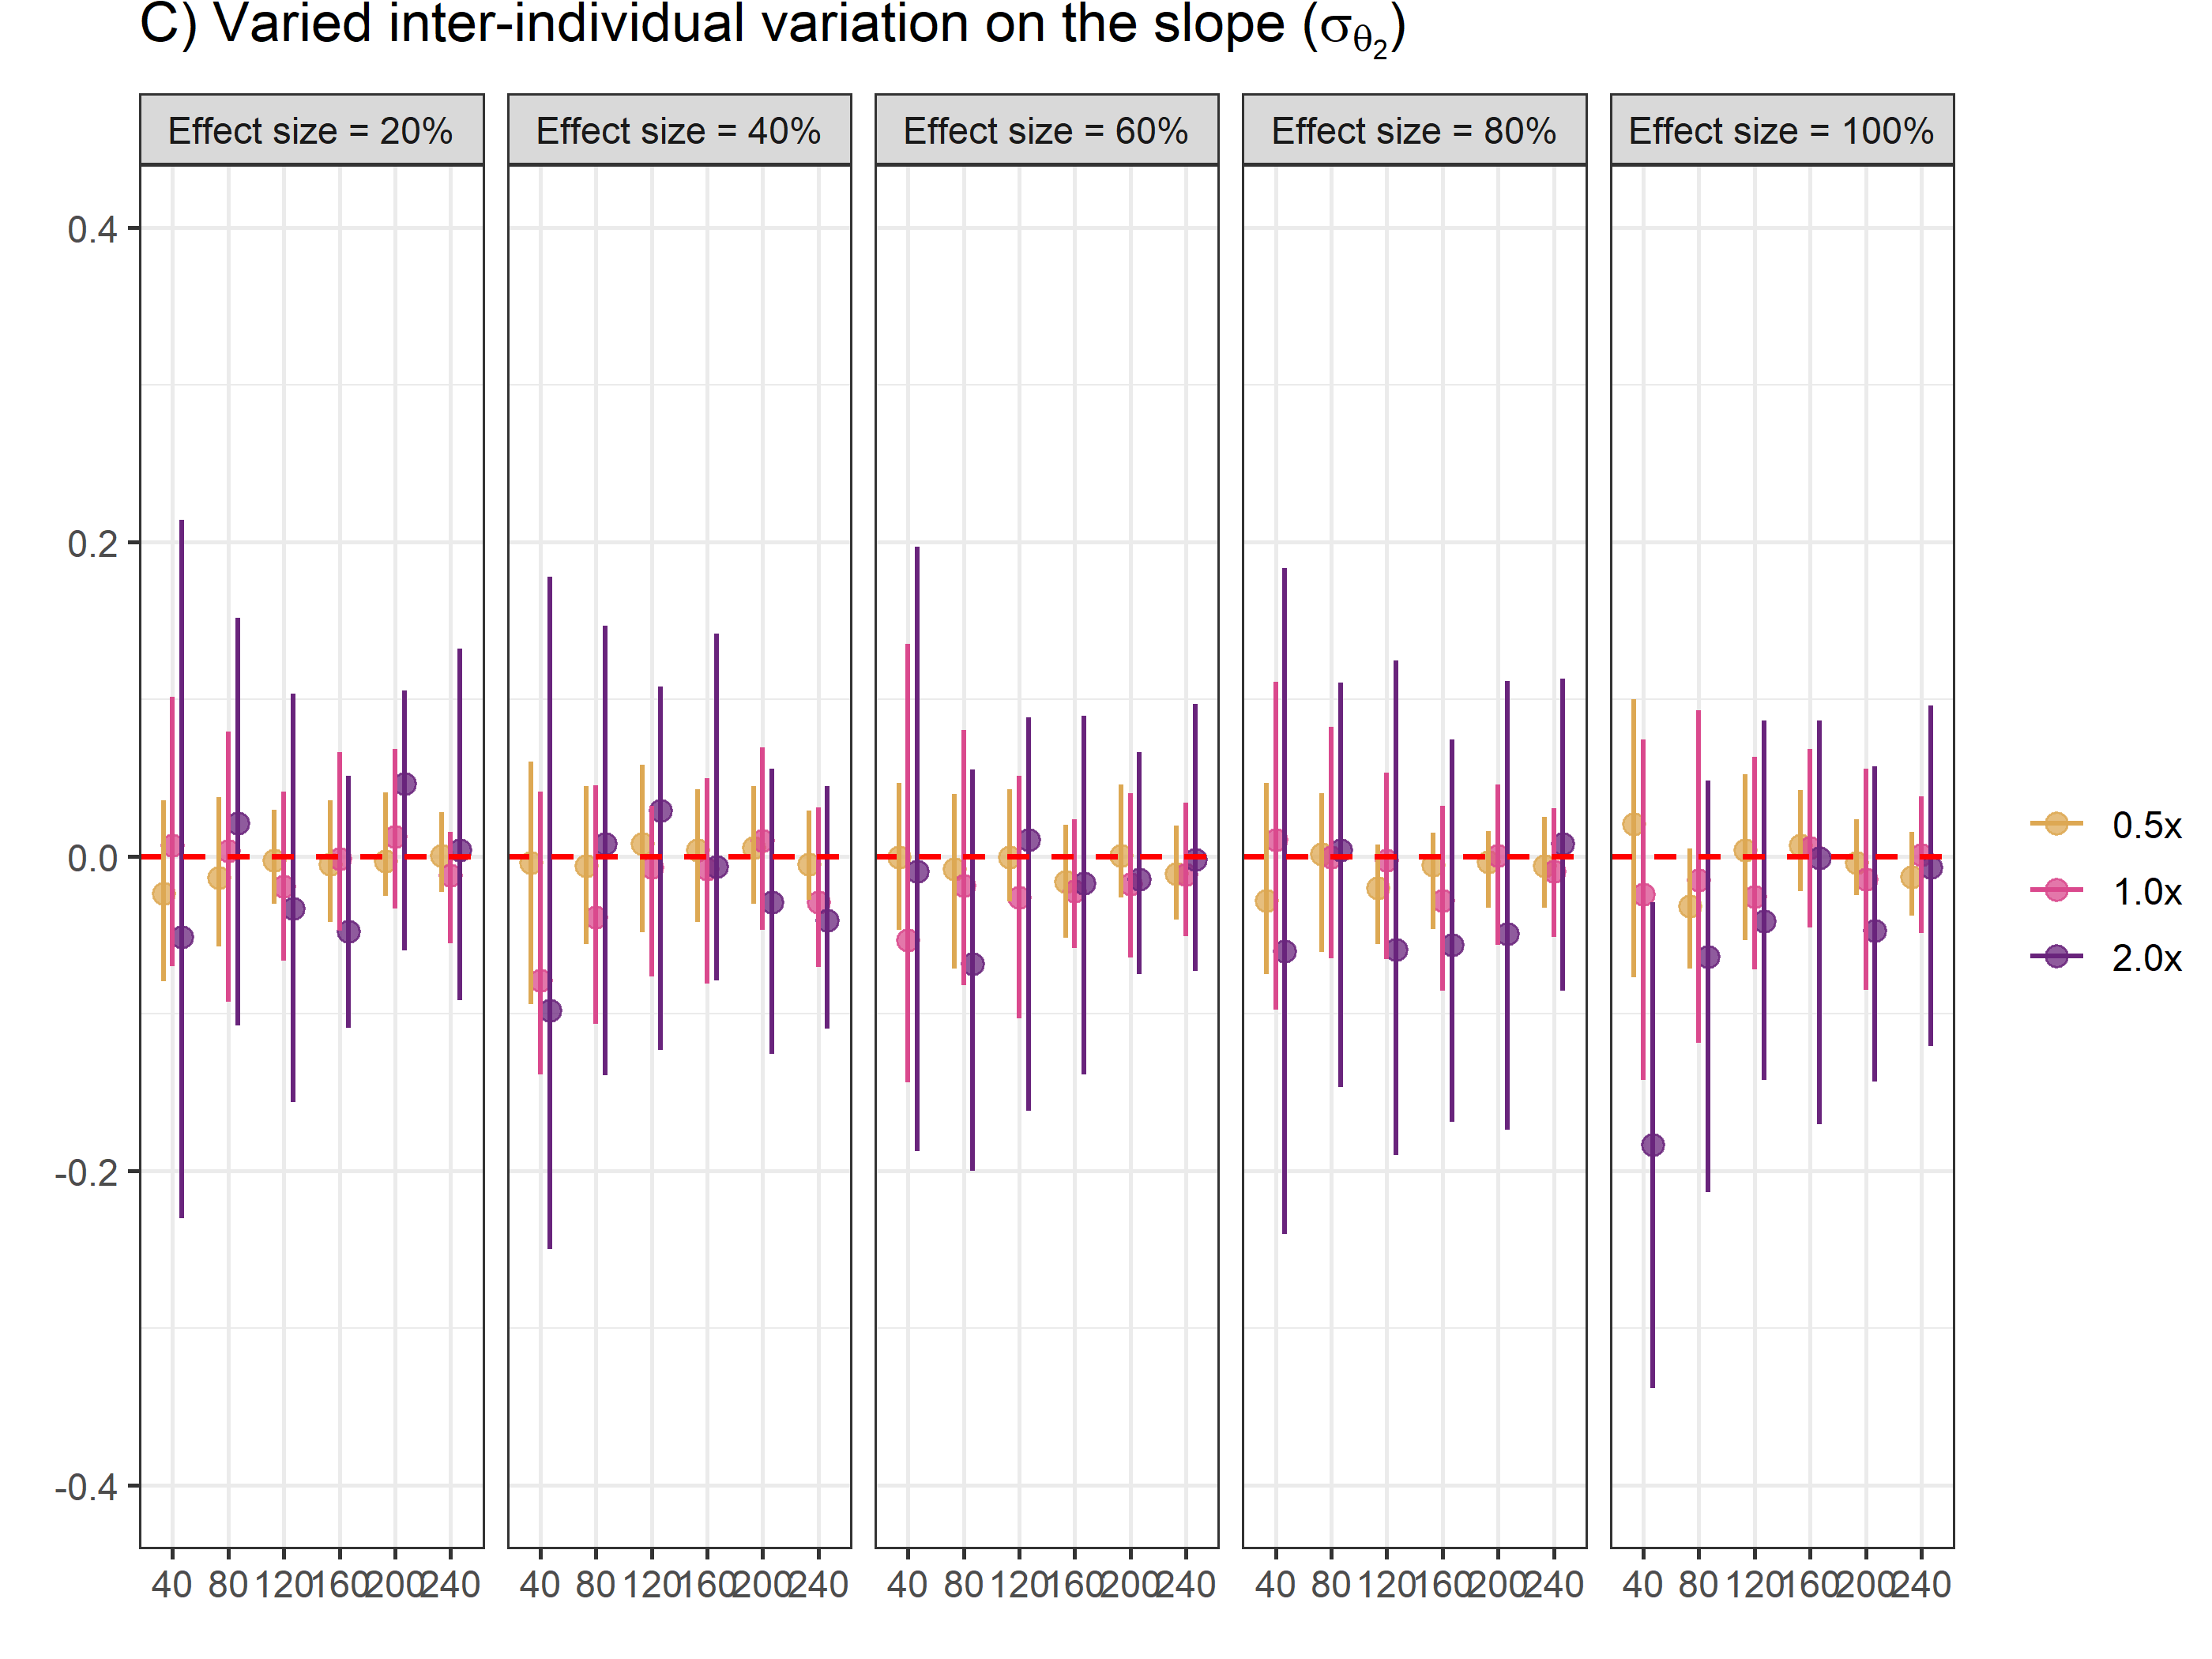 C) Varied inter-individual variation on the slope (σθ2)
Effect size = 20% Effect size = 40% Effect size = 60% Effect size = 80% Effect size = 100%
0.4
0.2
0.0
-0.2
-0.4
0.5x
1.0x
2.0x
40 80 120 160 200 240 40 80 120 160 200 240 40 80 120 160 200 240 40 80 120 160 200 240 40 80 120 160 200 240